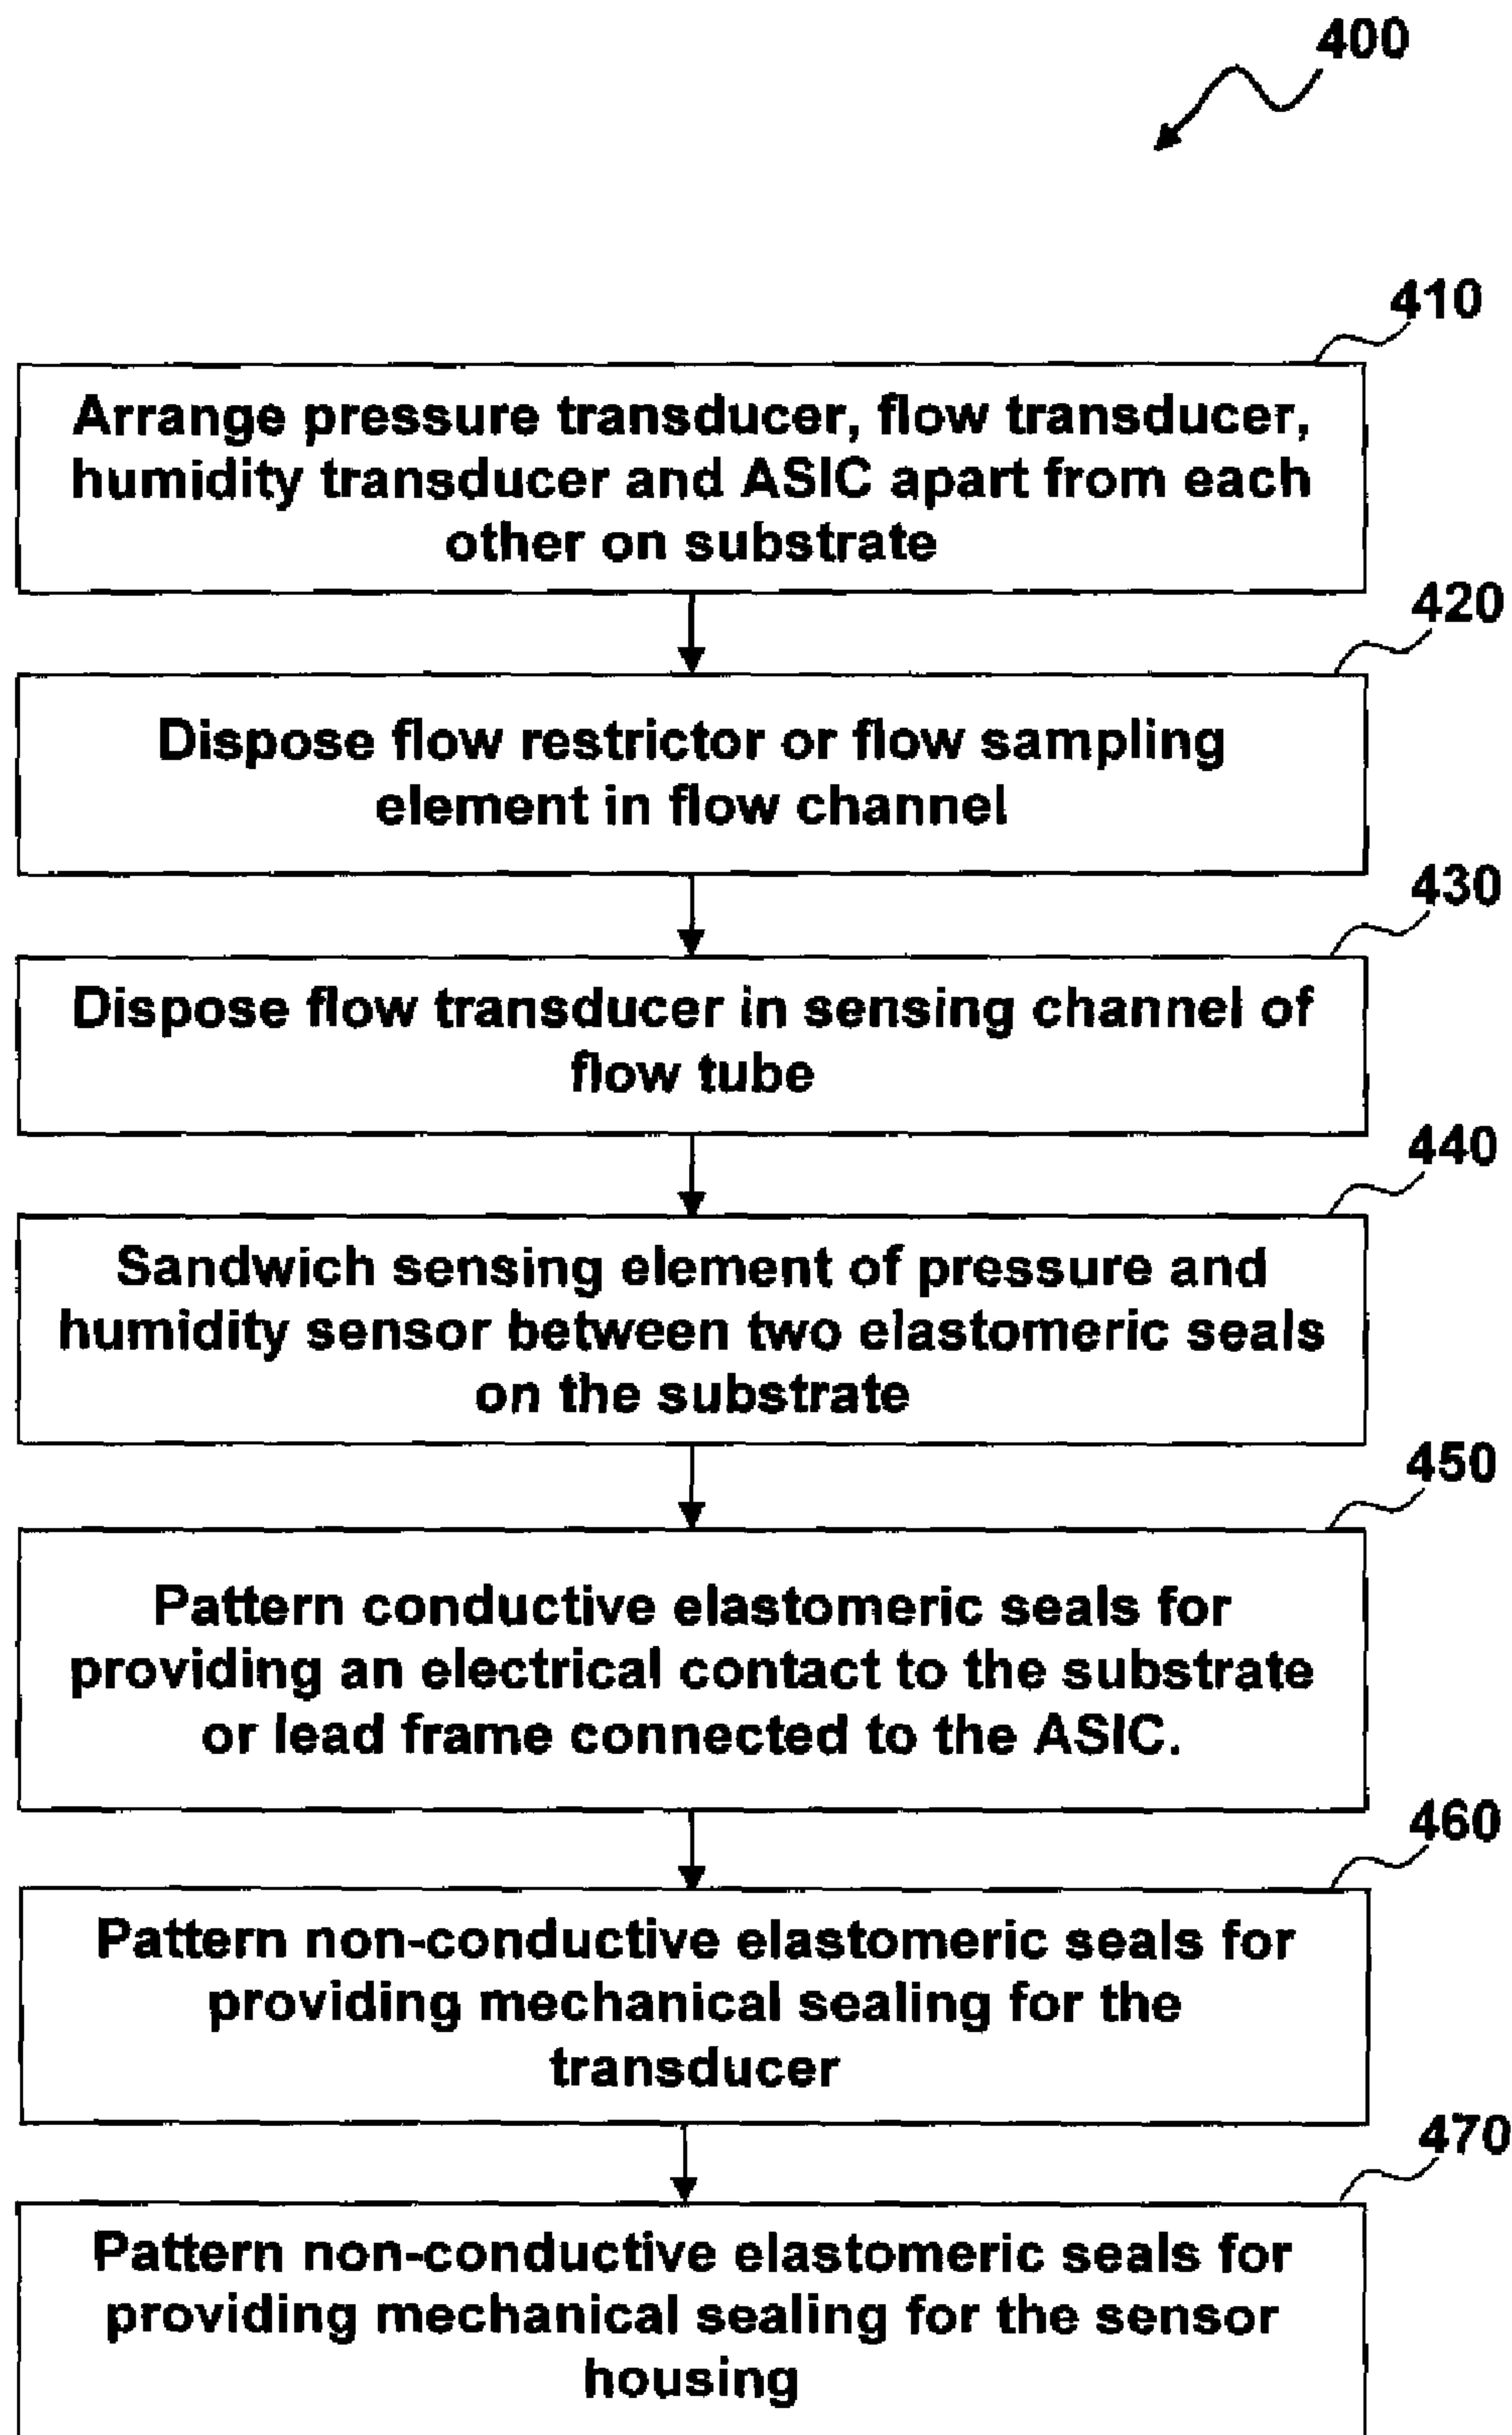 400
410
Arrange pressure transducer, flow transducer,
humidity transducer and ASIC apart from each
other on substrate
420
Dispose flow restrictor or flow sampling
element in flow channel
430
Dispose flow transducer in sensing channel of
flow tube
440
Sandwich sensing element of pressure and
humidity sensor between two elastomeric seals
on the substrate
450
Pattern conductive elastomeric seals for
providing an electrical contact to the substrate
or lead frame connected to the ASIC.
460
Pattern non-conductive elastomeric seals for
providing mechanical sealing for the
transducer
470
Pattern non-conductive elastomeric seals for
providing mechanical sealing for the sensor
housing